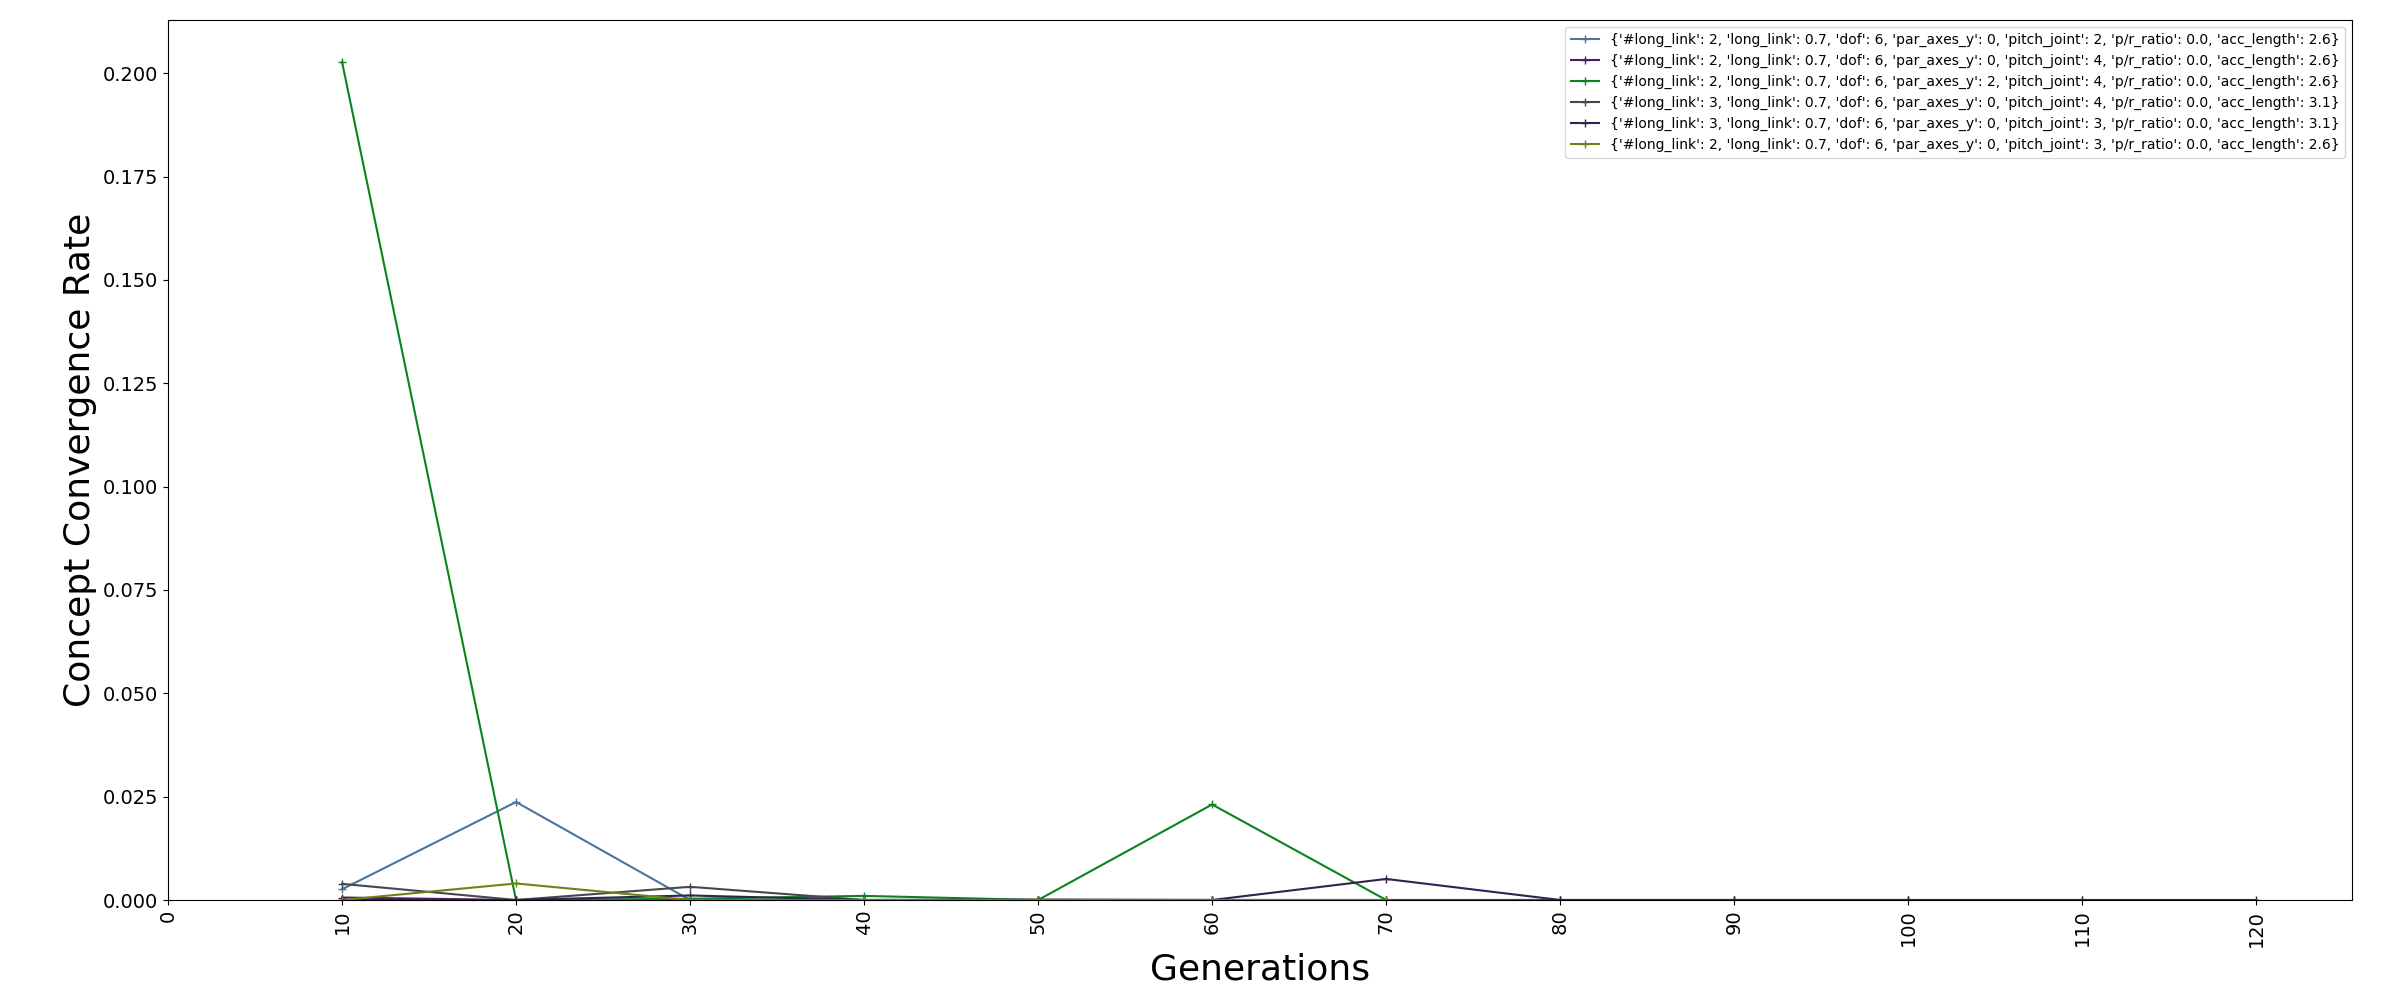 {'#long_link': 2, 'long_link': 0.7, 'dof': 6, 'par_axes_y': 0, 'pitch_joint': 2, 'p/r_ratio': 0.0, 'acc_length': 2.6}
{'#long_link': 2, 'long_link': 0.7, 'dof': 6, 'par_axes_y': 0, 'pitch_joint': 4, 'p/r_ratio': 0.0, 'acc_length': 2.6}
{'#long_link': 2, 'long_link': 0.7, 'dof': 6, 'par_axes_y': 2, 'pitch_joint': 4, 'p/r_ratio': 0.0, 'acc_length': 2.6}
{'#long_link': 3, 'long_link': 0.7, 'dof': 6, 'par_axes_y': 0, 'pitch_joint': 4, 'p/r_ratio': 0.0, 'acc_length': 3.1}
{'#long_link': 3, 'long_link': 0.7, 'dof': 6, 'par_axes_y': 0, 'pitch_joint': 3, 'p/r_ratio': 0.0, 'acc_length': 3.1}
{'#long_link': 2, 'long_link': 0.7, 'dof': 6, 'par_axes_y': 0, 'pitch_joint': 3, 'p/r_ratio': 0.0, 'acc_length': 2.6}
Concept Convergence Rate
0.200
0.175
0.150
0.125
0.100
0.075
0.050
0.025
0.000
0 10 20 30 40 50 60 70 80 90 100 110 120
Generations